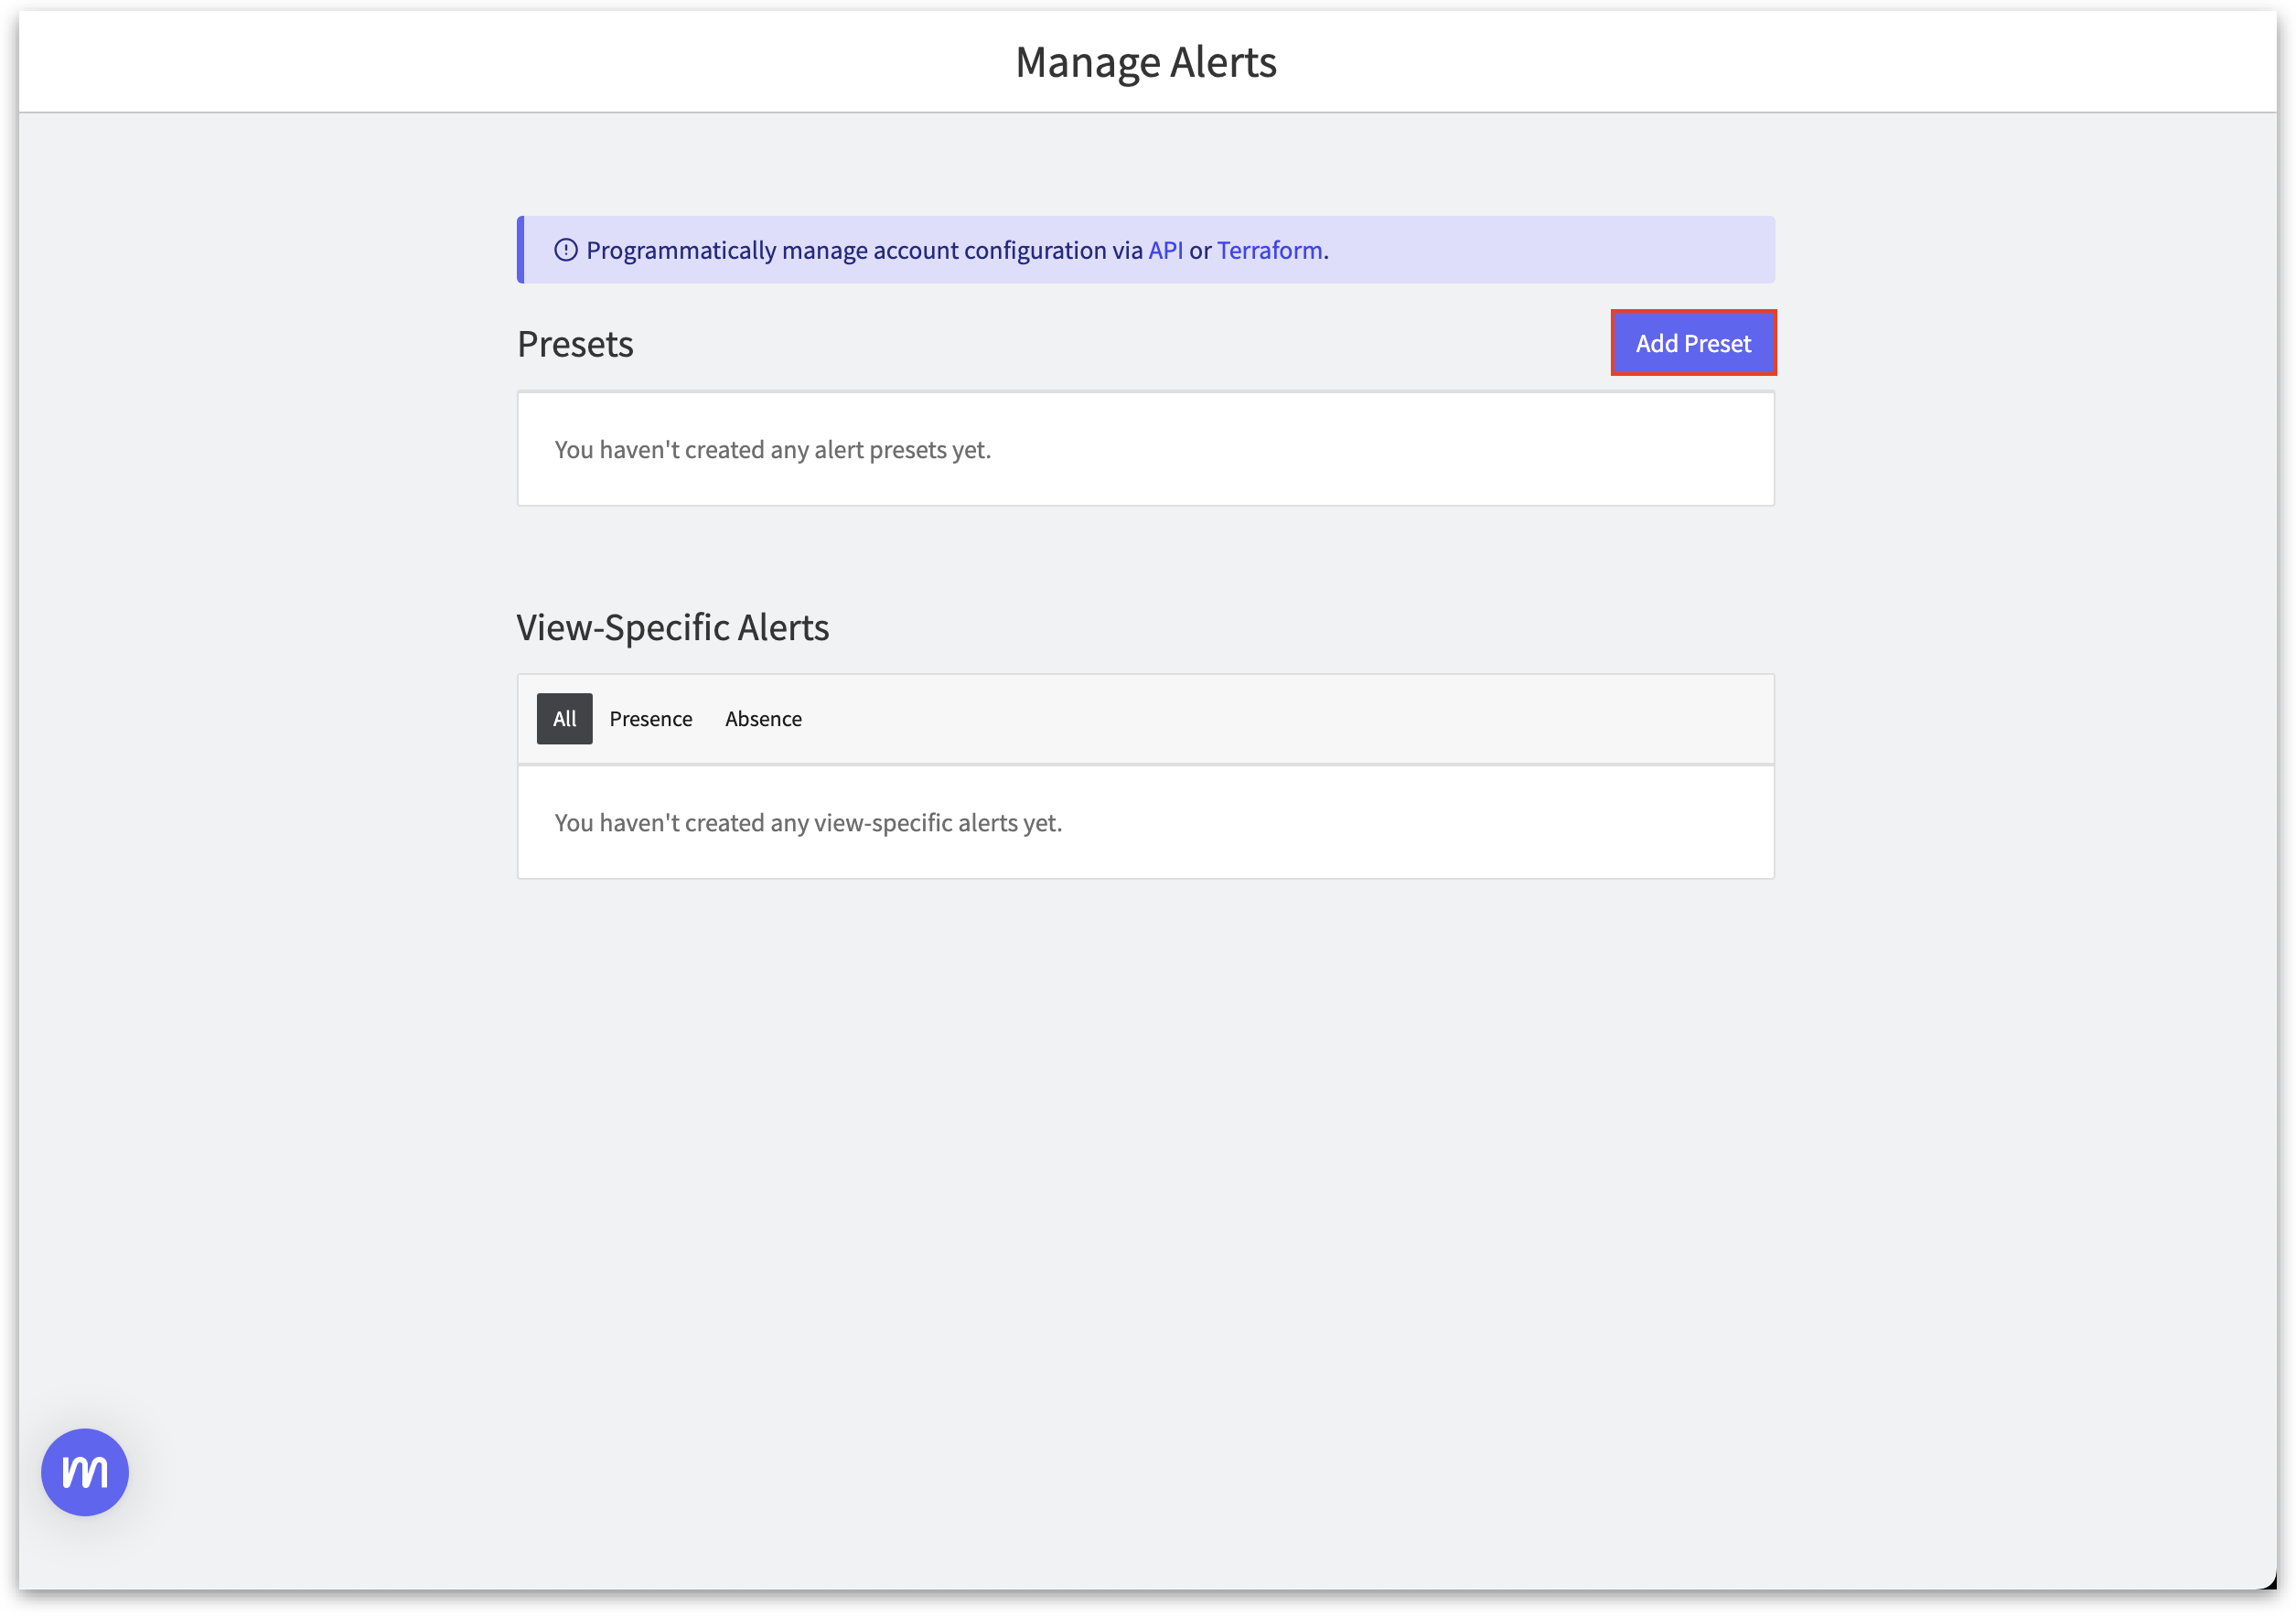 Manage Alerts
Programmatically manage account configuration via API or Terraform.
Presets
Add Preset
You haven't created any alert presets yet.
View-Specific Alerts
All Presence Absence
You haven't created any view-specific alerts yet.
m